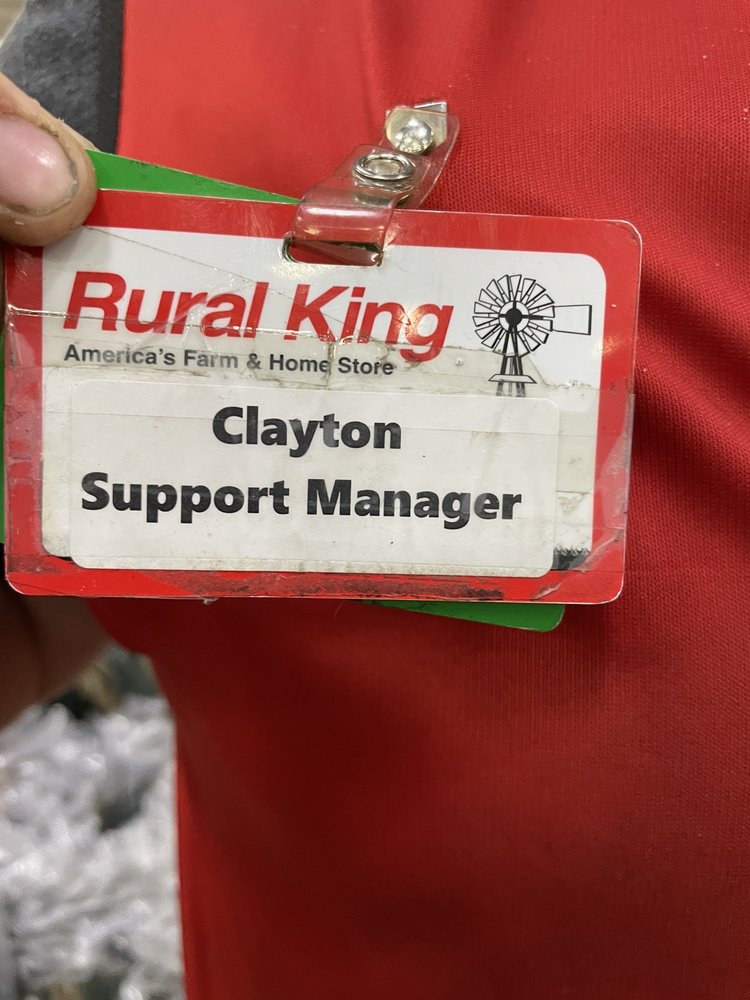 Rural King
America's Farm & Home Store
Clayton
Support Manager